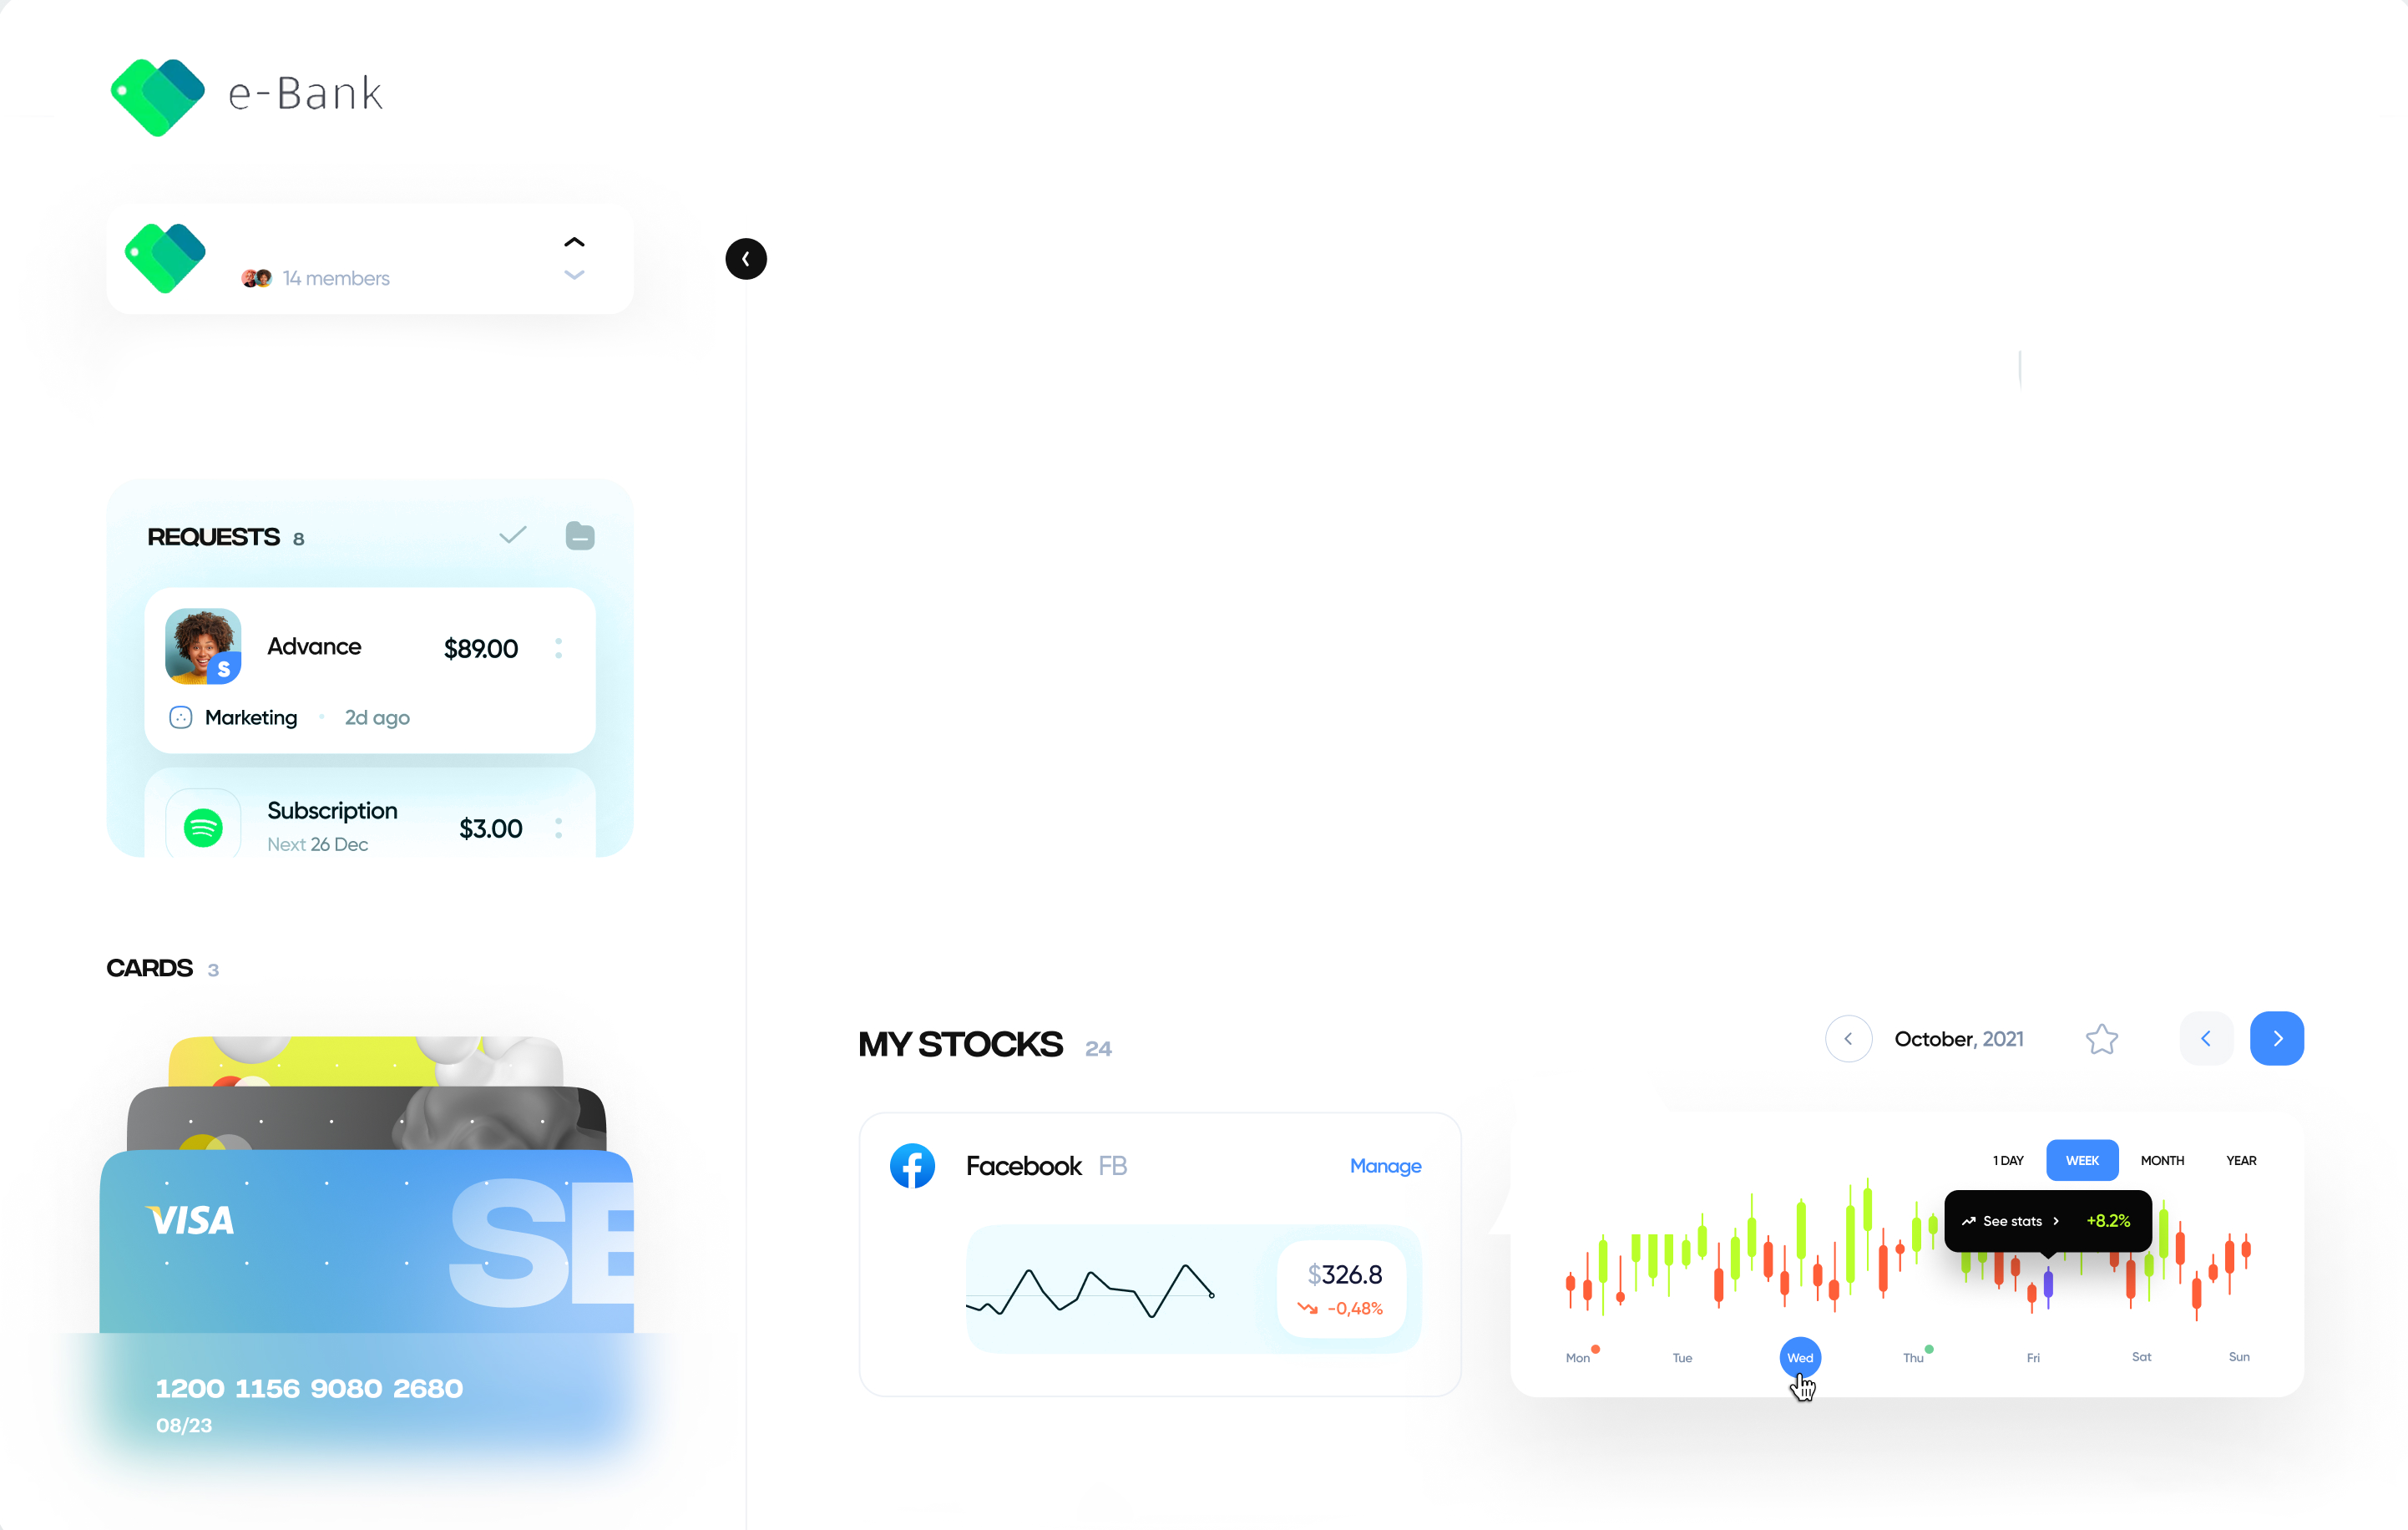 e-Bank
14 members
REQUESTS 8
Advance
$89.00
S
Marketing
2d ago
Subscription
$3.00
Next 26 Dec
CARDS 3
VISA
SE
1200 1156 9080 2680
08/23
MY STOCKS 24
October, 2021
Facebook FB
Manage
$326.8
-0,48%
1 DAY WEEK MONTH YEAR
See stats +8.2%
Mon Tue Wed Thu Fri Sat Sun